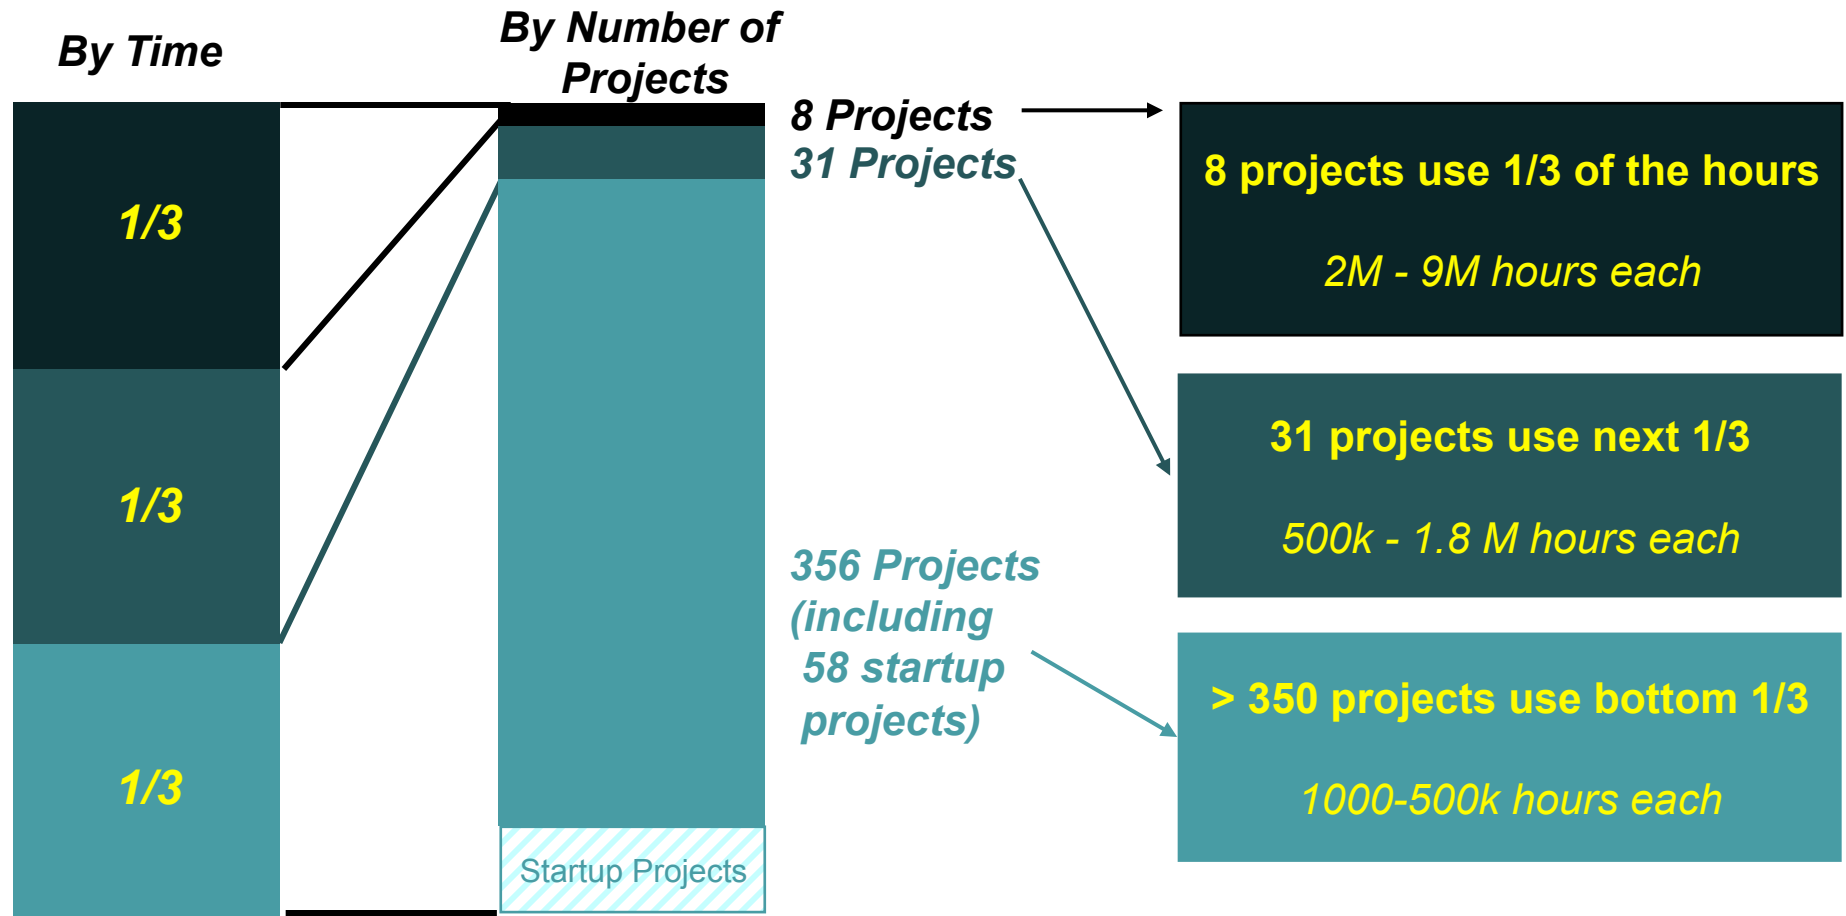 By Time
By Number of
Projects
1/3
1/3
1/3
Startup Projects
8 Projects
31 Projects
356 Projects
(including
58 startup
projects)
8 projects use 1/3 of the hours
2M - 9M hours each
31 projects use next 1/3
500k - 1.8 M hours each
> 350 projects use bottom 1/3
1000-500k hours each